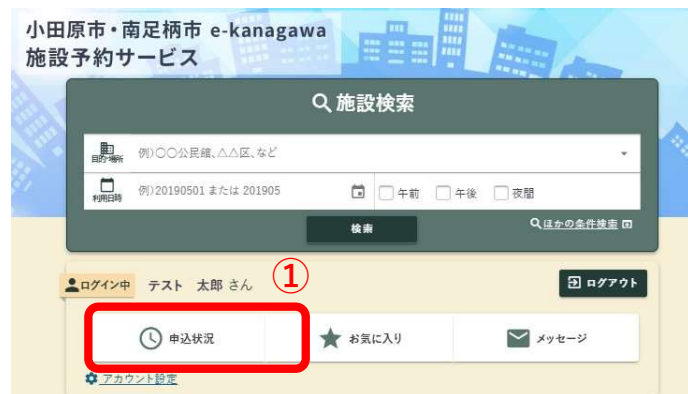 小田原市・南足柄市 e-kanagawa
施設予約サービス
施設検索
目的・場所 例)〇〇公民館、△△区、など
利用日時 例)20190501 または 201905 午前 午後 夜間
検索 ほかの条件検索
ログイン中 テスト 太郎 さん ① ログアウト
申込状況 お気に入り メッセージ
アカウント設定